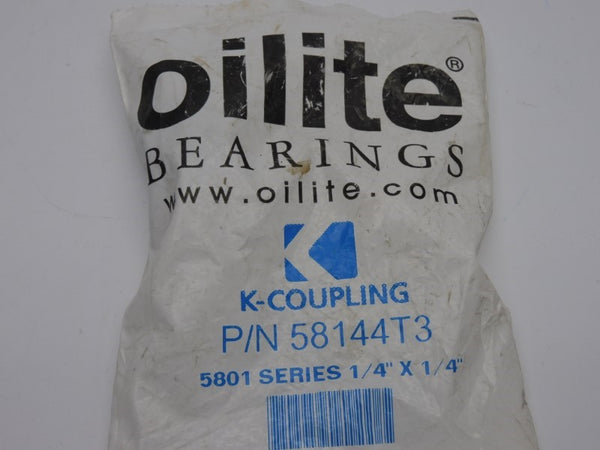 oilite®
BEARINGS
www.oilite.com
K
K-COUPLING
P/N 58144T3
5801 SERIES 1/4" X 1/4"